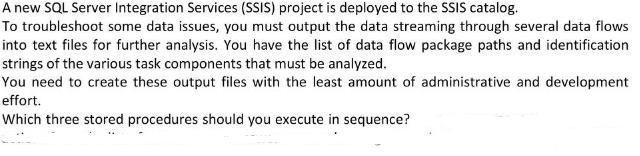 A new SQL Server Integration Services (SSIS) project is deployed to the SSIS catalog.
To troubleshoot some data issues, you must output the data streaming through several data flows
into text files for further analysis. You have the list of data flow package paths and identification
strings of the various task components that must be analyzed.
You need to create these output files with the least amount of administrative and development
effort.
Which three stored procedures should you execute in sequence?